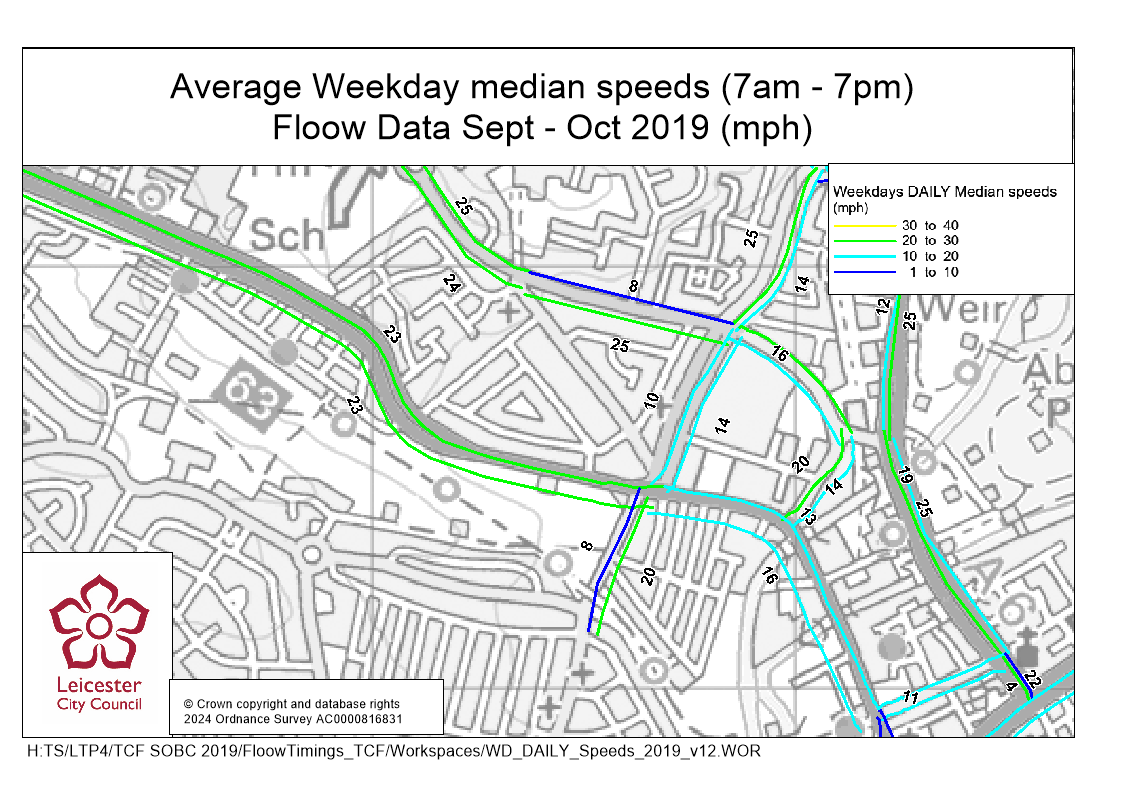 Average Weekday median speeds (7am - 7pm)
Floow Data Sept - Oct 2019 (mph)
Weekdays DAILY Median speeds
(mph)
30 to 40
20 to 30
10 to 20
1 to 10
25
25
Sch
24
8
14
12
25
Weir
23
25
16
Ab
P
63
23
10
14
20
14
19
25
13
8
20
16
A6
22
4
11
Leicester
City Council
© Crown copyright and database rights
2024 Ordnance Survey AC0000816831
H:TS/LTP4/TCF SOBC 2019/FloowTimings_TCF/Workspaces/WD_DAILY_Speeds_2019_v12.WOR